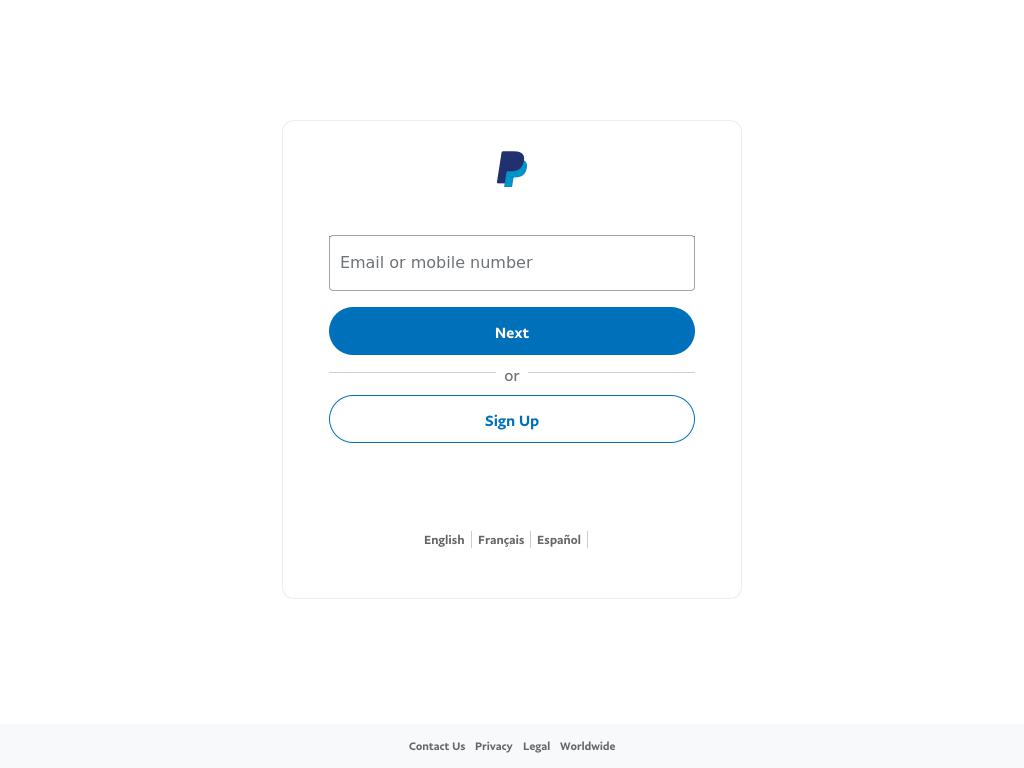 Email or mobile number
Next
or
Sign Up
English Français Español
Contact Us Privacy Legal Worldwide